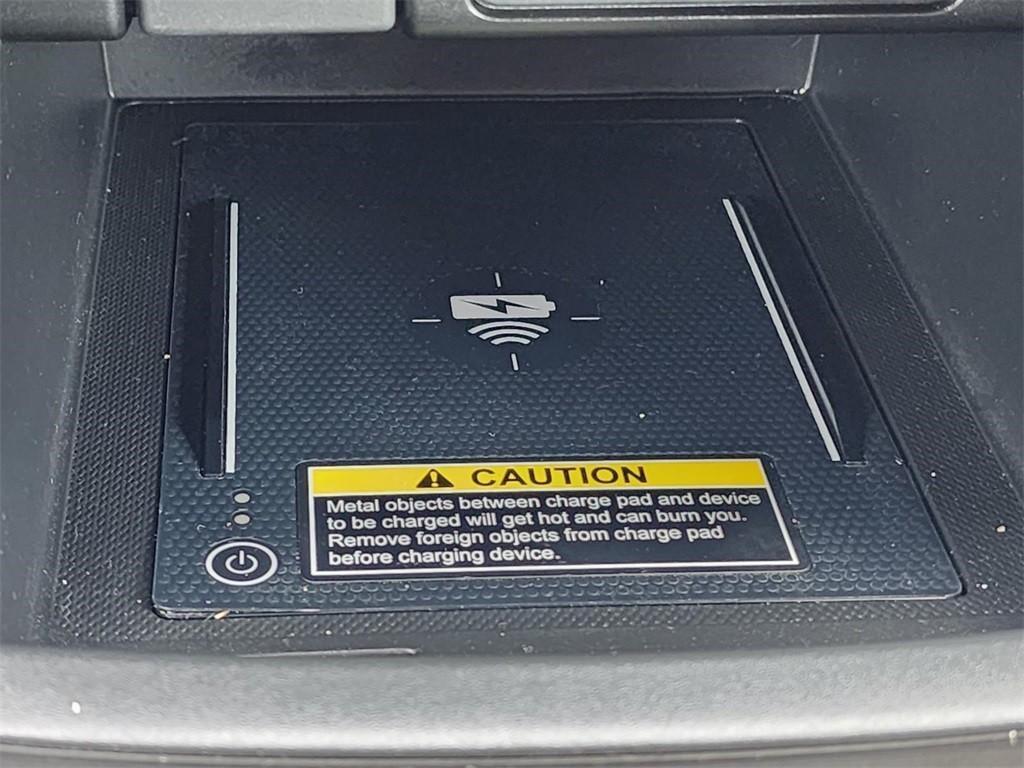 CAUTION
Metal objects between charge pad and device
to be charged will get hot and can burn you.
Remove foreign objects from charge pad
before charging device.